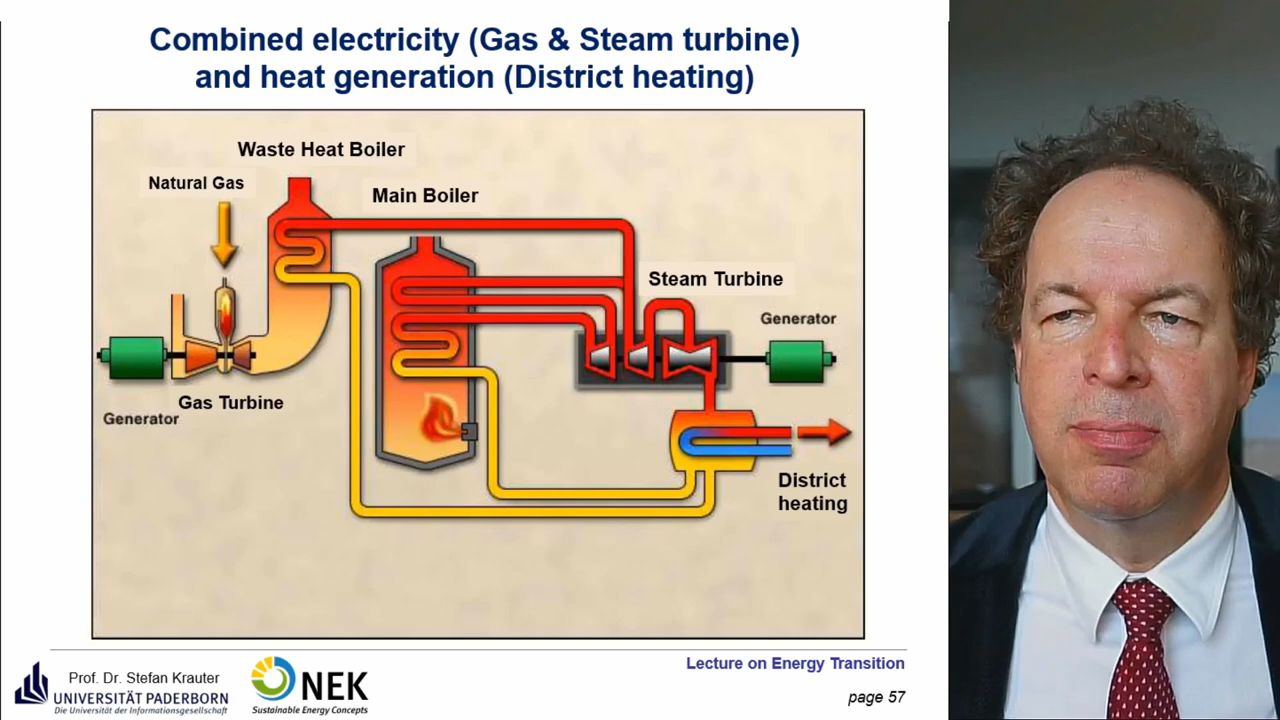 Combined electricity (Gas & Steam turbine)
and heat generation (District heating)
Waste Heat Boiler
Natural Gas
Main Boiler
Steam Turbine
Generator
Gas Turbine
Generator
District
heating
Lecture on Energy Transition
Prof. Dr. Stefan Krauter
UNIVERSITÄT PADERBORN
Die Universität der Informationsgesellschaft
NEK
Sustainable Energy Concepts
page 57